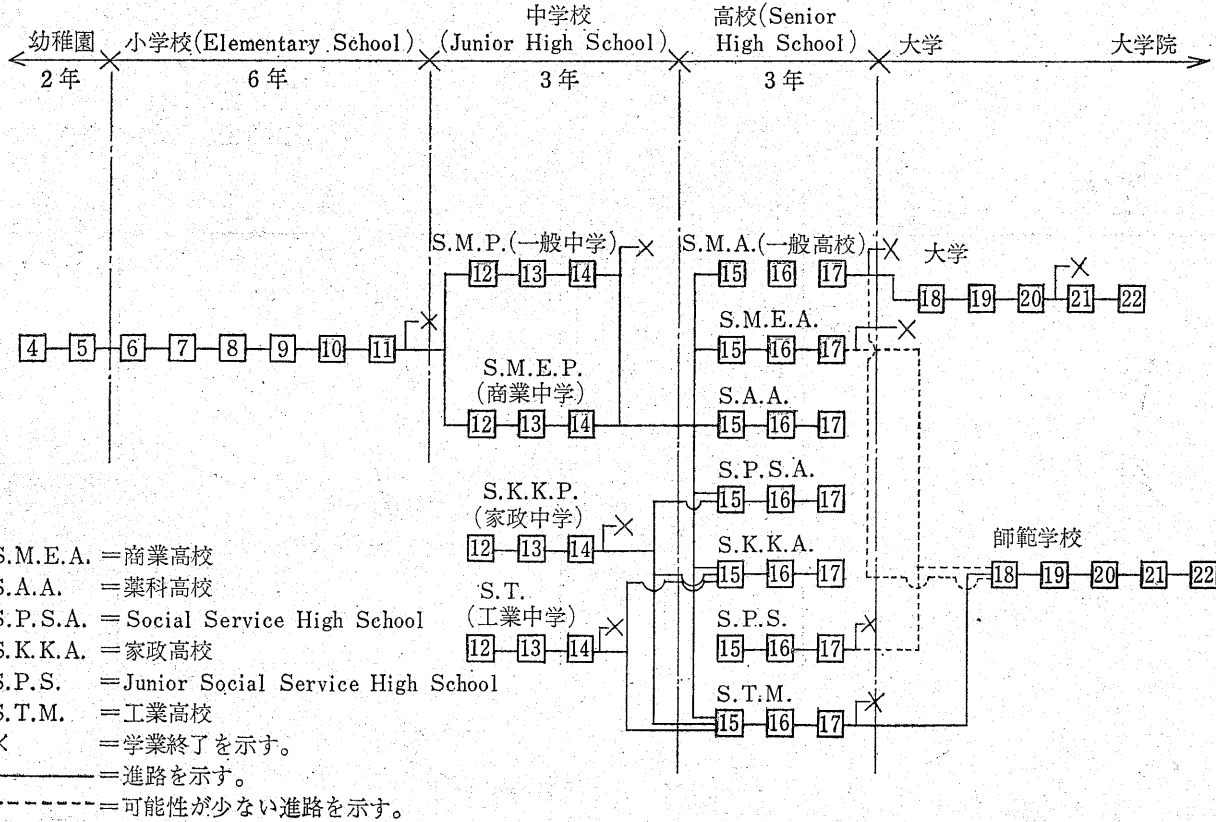 幼稚園 小学校(Elementary School) 中学校 高校(Senior
(Junior High School) High School) 大学 大学院
2年 6年 3年 3年
S.M.P.(一般中学) S.M.A.(一般高校) 大学
12 13 14 15 16 17
18 19 20 21 22
S.M.E.A.
4 5 6 7 8 9 10 11 15 16 17
S.M.E.P. S.A.A.
(商業中学)
12 13 14 15 16 17
S.K.K.P. S.P.S.A.
(家政中学) 15 16 17
師範学校
12 13 14 S.K.K.A.
15 16 17 18 19 20 21 22
S.T. S.P.S.
(工業中学)
12 13 14 15 16 17
S.T.M.
15 16 17
S.M.E.A. =商業高校
S.A.A. =薬科高校
S.P.S.A. =Social Service High School
S.K.K.A. =家政高校
S.P.S. =Junior Social Service High School
S.T.M. =工業高校
× =学業終了を示す。
=進路を示す。
=可能性が少ない進路を示す。